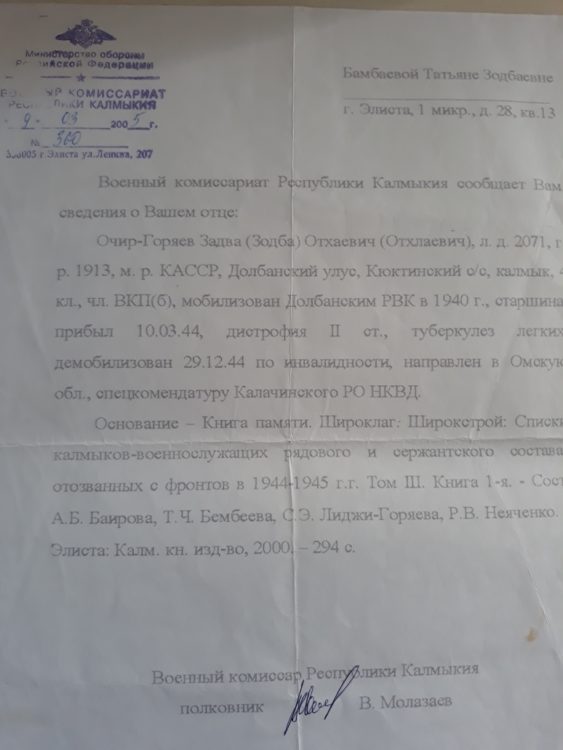 Министерство обороны
Российской Федерации
ВОЕННЫЙ КОМИССАРИАТ
РЕСПУБЛИКИ КАЛМЫКИЯ
" 9 " 03 2005 г.
№ 360
358005 г.Элиста ул.Ленина, 207
Бамбаевой Татьяне Зодбаевне
г. Элиста, 1 микр., д. 28, кв.13
Военный комиссариат Республики Калмыкия сообщает Вам
сведения о Вашем отце:
Очир-Горяев Задва (Зодба) Отхаевич (Отхлаевич), л. д. 2071, г.
р. 1913, м. р. КАССР, Долбанский улус, Кюктинский с/с, калмык, 4
кл., чл. ВКП(б), мобилизован Долбанским РВК в 1940 г., старшина
прибыл 10.03.44, дистрофия II ст., туберкулез легких
демобилизован 29.12.44 по инвалидности, направлен в Омскую
обл., спецкомендатуру Калачинского РО НКВД.
Основание – Книга памяти. Широклаг. Широкстрой: Списки
калмыков-военнослужащих рядового и сержантского состава
отозванных с фронтов в 1944-1945 г.г. Том III. Книга 1-я. - Сост
А.Б. Баирова, Т.Ч. Бембеева, С.Э. Лиджи-Горяева, Р.В. Неяченко.
Элиста: Калм. кн. изд-во, 2000. – 294 с.
Военный комиссар Республики Калмыкия
полковник В. Молазаев